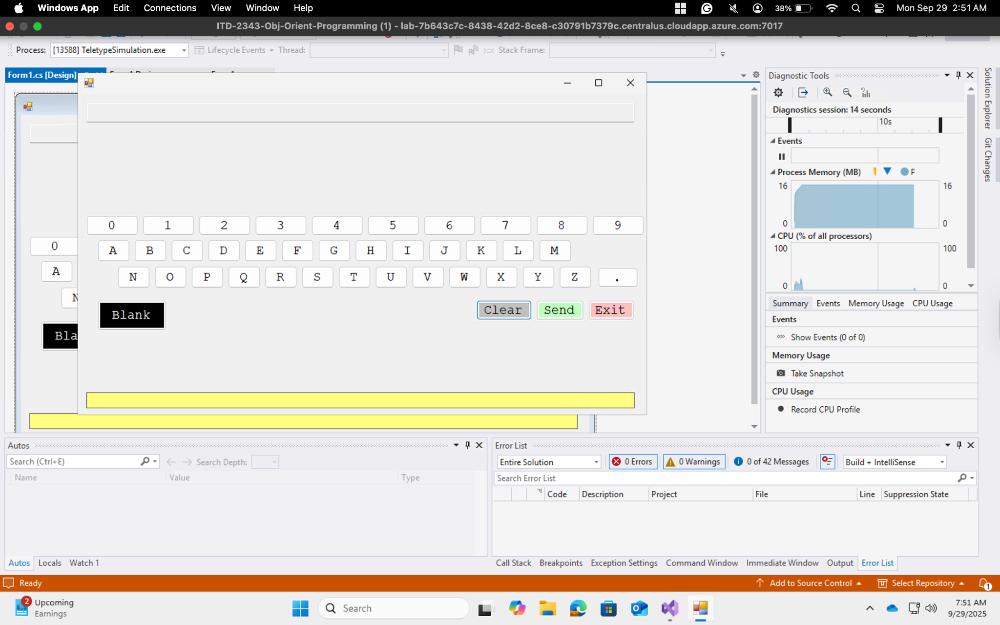 Windows App Edit Connections View Window Help 38% Mon Sep 29 2:51 AM
ITD-2343-Obj-Orient-Programming (1) - lab-7b643c7c-8438-42d2-8ce8-c30791b7379c.centralus.cloudapp.azure.com:7017
Process: [13588] TeletypeSimulation.exe Lifecycle Events Thread: Stack Frame:
Form1.cs [Design]
Diagnostic Tools
Diagnostics session: 14 seconds
10s
Events
Process Memory (MB) P
16 16
0 0
CPU (% of all processors)
100 100
0 0
Summary Events Memory Usage CPU Usage
Events
Show Events (0 of 0)
Memory Usage
Take Snapshot
CPU Usage
Record CPU Profile
Solution Explorer
Git Changes
0 1 2 3 4 5 6 7 8 9
A B C D E F G H I J K L M
N O P Q R S T U V W X Y Z .
Blank Clear Send Exit
0
A
N
Bla
Autos
Search (Ctrl+E) Search Depth:
Name Value Type
Autos Locals Watch 1
Error List
Entire Solution 0 Errors 0 Warnings 0 of 42 Messages Build + IntelliSense
Search Error List
Code Description Project File Line Suppression State
Call Stack Breakpoints Exception Settings Command Window Immediate Window Output Error List
Ready Add to Source Control Select Repository 1
2 Upcoming
Earnings
Search
7:51 AM
9/29/2025